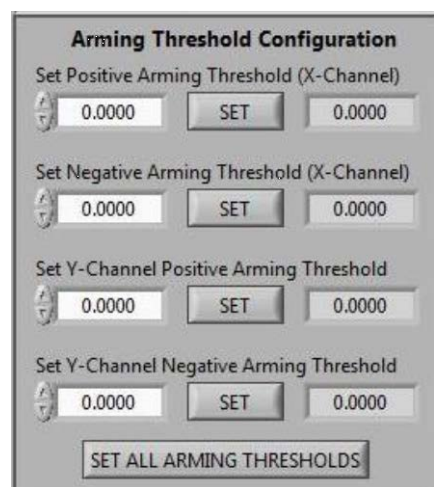 Arming Threshold Configuration
Set Positive Arming Threshold (X-Channel)
0.0000 SET 0.0000
Set Negative Arming Threshold (X-Channel)
0.0000 SET 0.0000
Set Y-Channel Positive Arming Threshold
0.0000 SET 0.0000
Set Y-Channel Negative Arming Threshold
0.0000 SET 0.0000
SET ALL ARMING THRESHOLDS